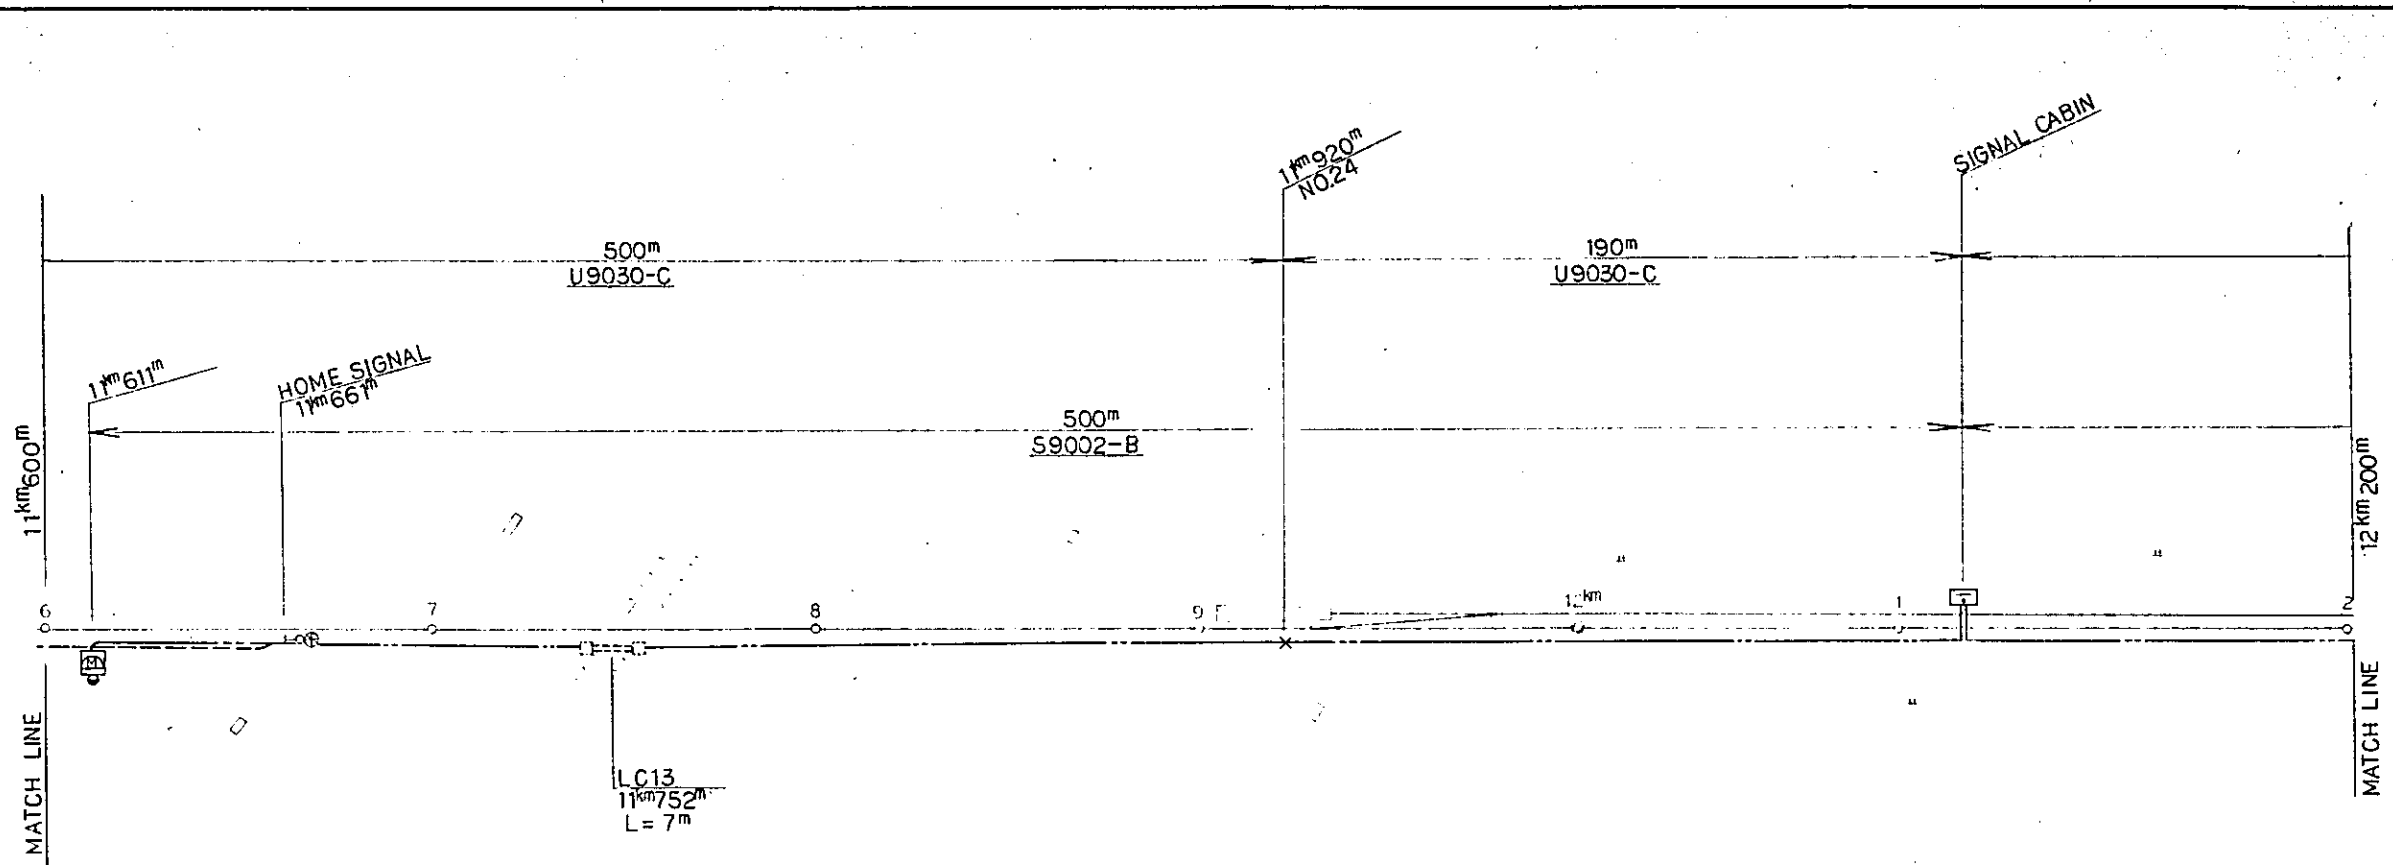 SIGNAL CABIN
11km920m
NO.24
500m
U9030-C
190m
U9030-C
11km611m
HOME SIGNAL
11km661m
500m
S9002-B
11km600m
12km200m
6
7
8
9
12km
1
2
M
LC13
11km752m
L=7m
MATCH LINE
MATCH LINE